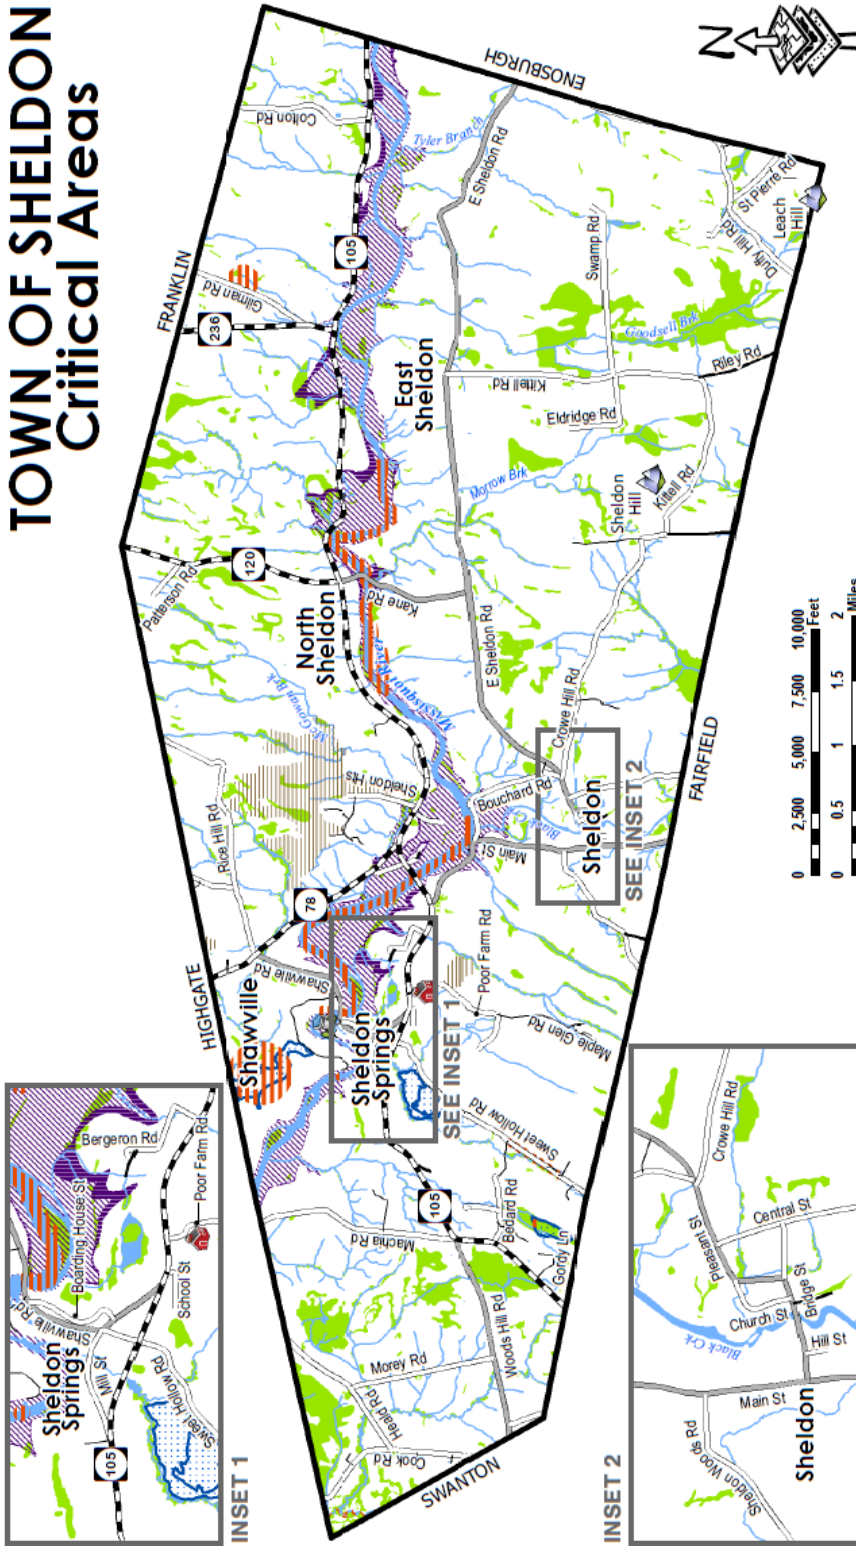 TOWN OF SHELDON
Critical Areas
FRANKLIN
ENOSBURGH
HIGHGATE
SWANTON
FAIRFIELD
N
Colton Rd
Gilman Rd
236
105
Tyler Branch
E Sheldon Rd
Swamp Rd
St Pierre Rd
Duffy Hill Rd
Leach
Hill
Goodsell Brk
Riley Rd
Kittell Rd
Eldridge Rd
East
Sheldon
Morrow Brk
Sheldon
Hill
Kittell Rd
Patterson Rd
120
North
Sheldon
Kane Rd
Missisquoi River
E Sheldon Rd
Crowe Hill Rd
McGowan Brk
Sheldon Hts
Rice Hill Rd
Bouchard Rd
Black Crk
Main St
Sheldon
SEE INSET 2
78
Shawville Rd
Shawville
Sheldon
Springs
SEE INSET 1
Poor Farm Rd
Maple Glen Rd
Sweet Hollow Rd
105
Machia Rd
Bedard Rd
Gordy Ln
Woods Hill Rd
Morey Rd
Heald Rd
Cook Rd
0 2,500 5,000 7,500 10,000
Feet
0 0.5 1 1.5 2
Miles
INSET 1
Bergeron Rd
Boarding House St
Poor Farm Rd
School St
Shawville Rd
Mill St
Sheldon
Springs
Sweet Hollow Rd
105
INSET 2
Crowe Hill Rd
Pleasant St
Central St
Church St
Bridge St
Black Crk
Hill St
Main St
Sheldon Woods Rd
Sheldon